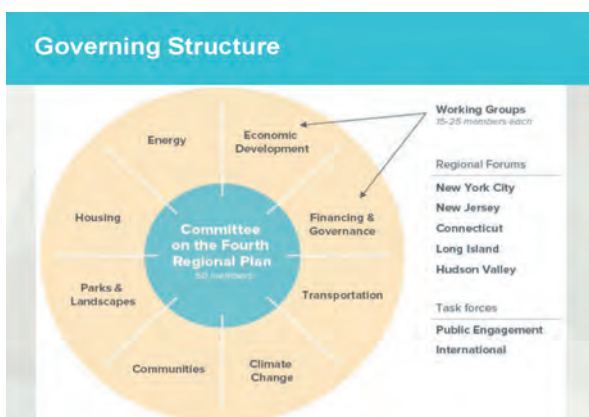 Governing Structure
Energy
Economic
Development
Housing
Financing &
Governance
Committee
on the Fourth
Regional Plan
60 members
Parks &
Landscapes
Transportation
Communities
Climate
Change
Working Groups
15-25 members each
Regional Forums
New York City
New Jersey
Connecticut
Long Island
Hudson Valley
Task forces
Public Engagement
International